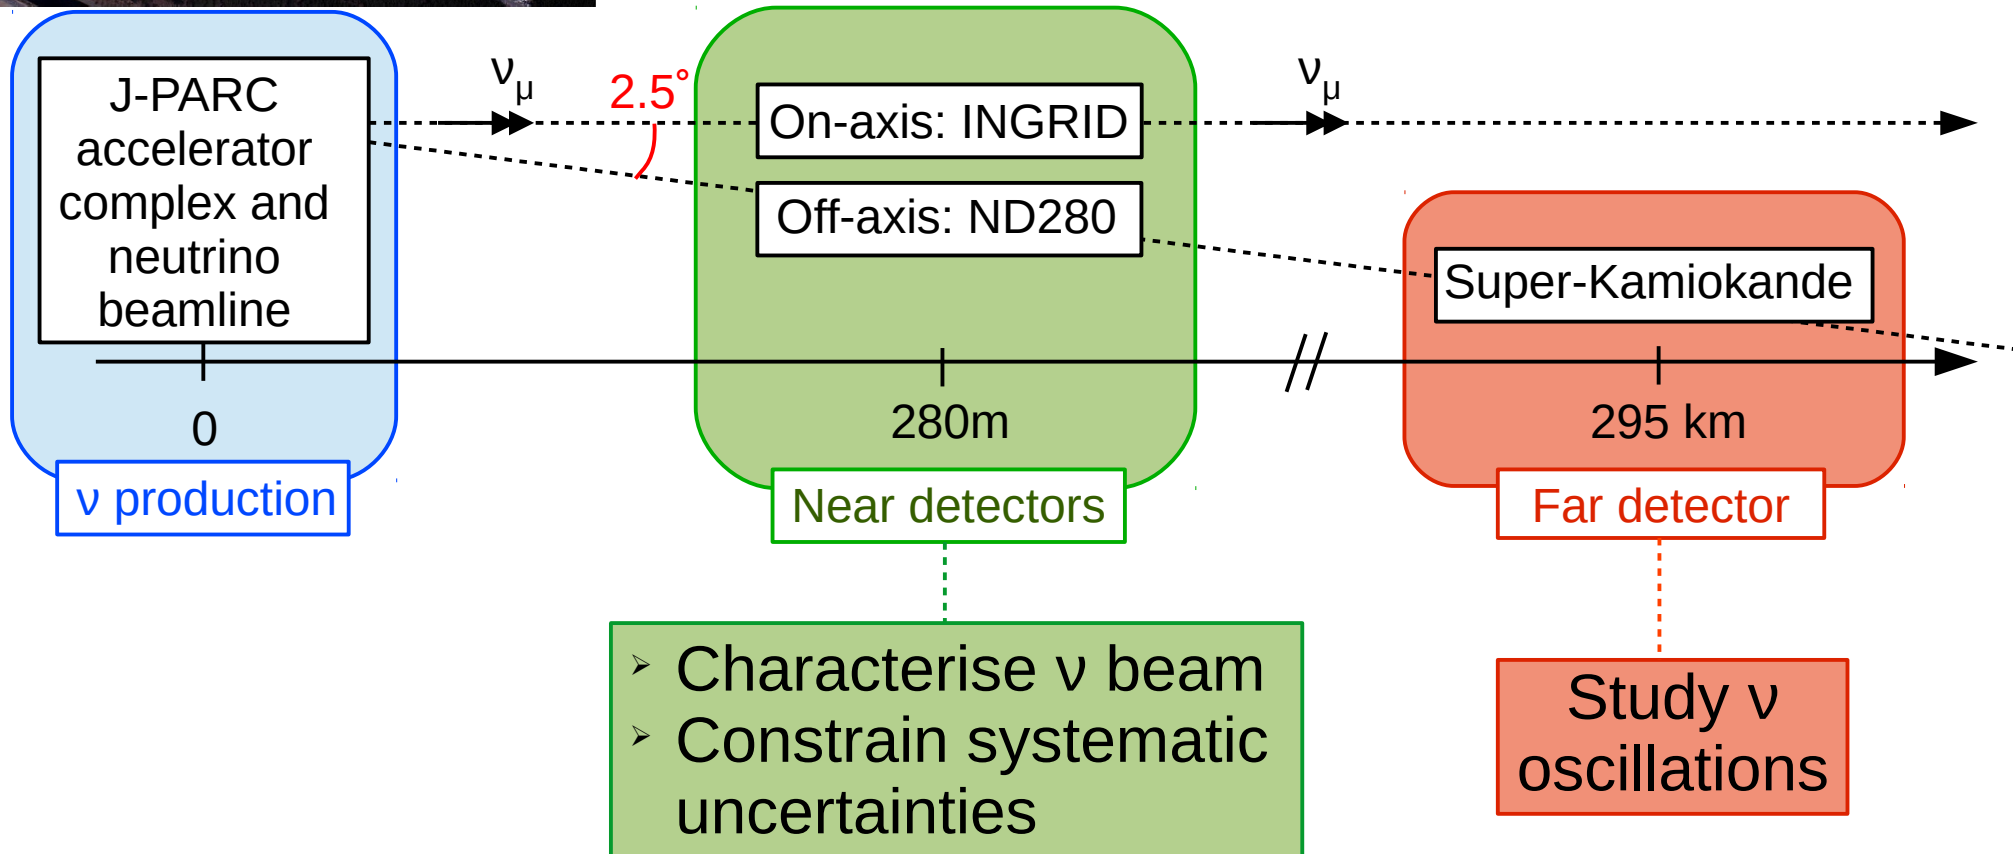 J-PARC
accelerator
complex and
neutrino
beamline
νμ
2.5°
On-axis: INGRID
Off-axis: ND280
νμ
Super-Kamiokande
0
280m
295 km
ν production
Near detectors
Far detector
➢ Characterise ν beam
➢ Constrain systematic
uncertainties
Study ν
oscillations